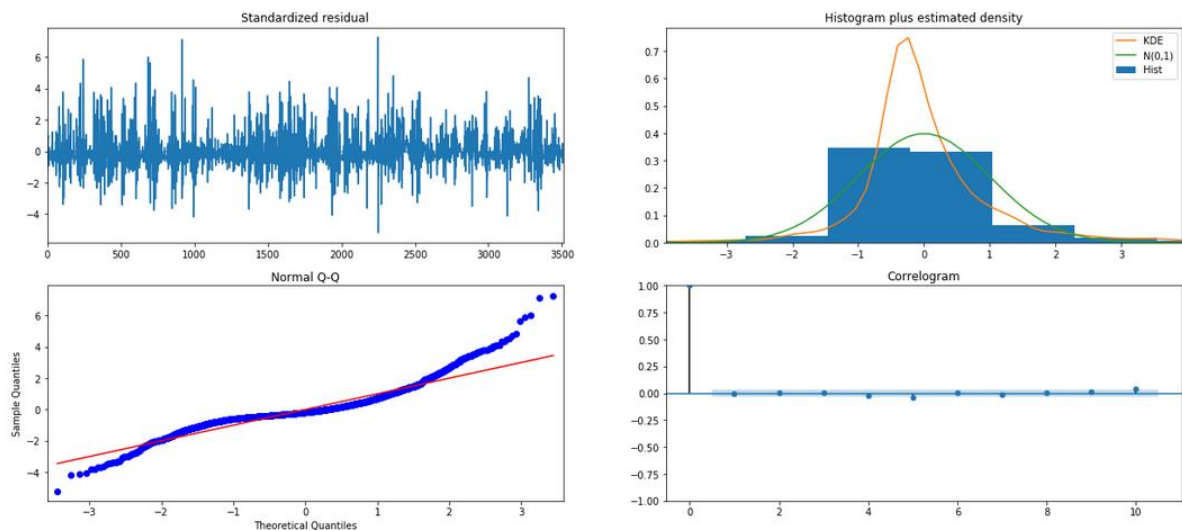 Standardized residual
6
4
2
0
−2
−4
0 500 1000 1500 2000 2500 3000 3500
Histogram plus estimated density
KDE
N(0,1)
Hist
0.7
0.6
0.5
0.4
0.3
0.2
0.1
0.0
−3 −2 −1 0 1 2 3
Normal Q-Q
Sample Quantiles
6
4
2
0
−2
−4
−3 −2 −1 0 1 2 3
Theoretical Quantiles
Correlogram
1.00
0.75
0.50
0.25
0.00
−0.25
−0.50
−0.75
−1.00
0 2 4 6 8 10